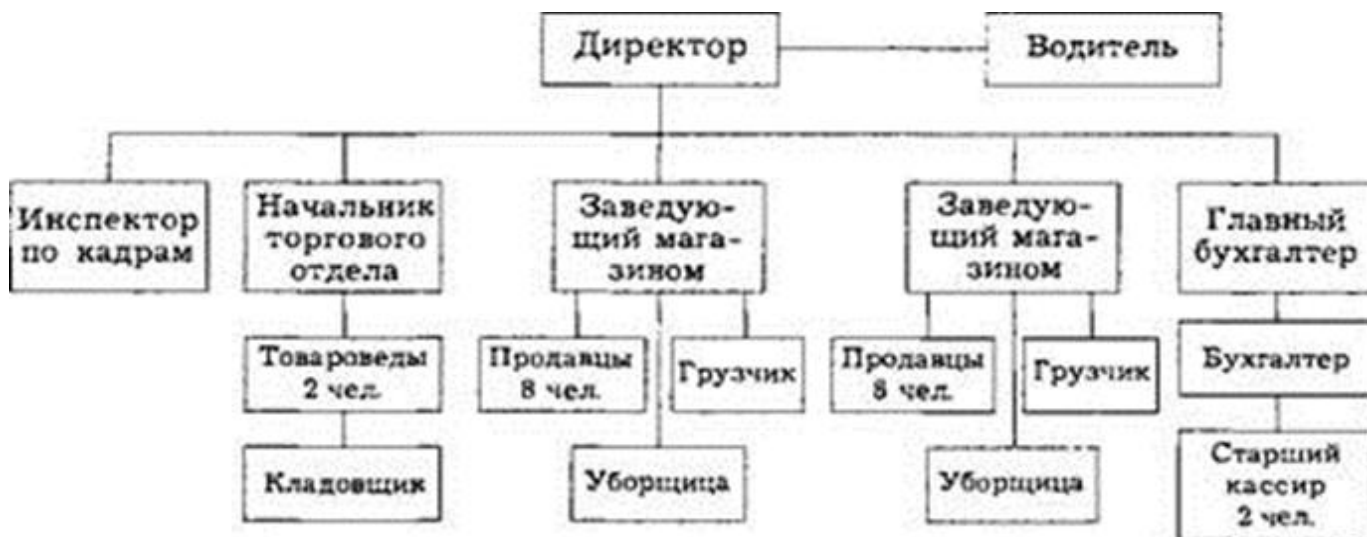 Директор
Водитель
Инспектор
по кадрам
Начальник
торгового
отдела
Заведую-
щий мага-
зином
Заведую-
щий мага-
зином
Главный
бухгалтер
Товароведы
2 чел.
Продавцы
8 чел.
Грузчик
Продавцы
8 чел.
Грузчик
Бухгалтер
Кладовщик
Уборщица
Уборщица
Старший
кассир
2 чел.